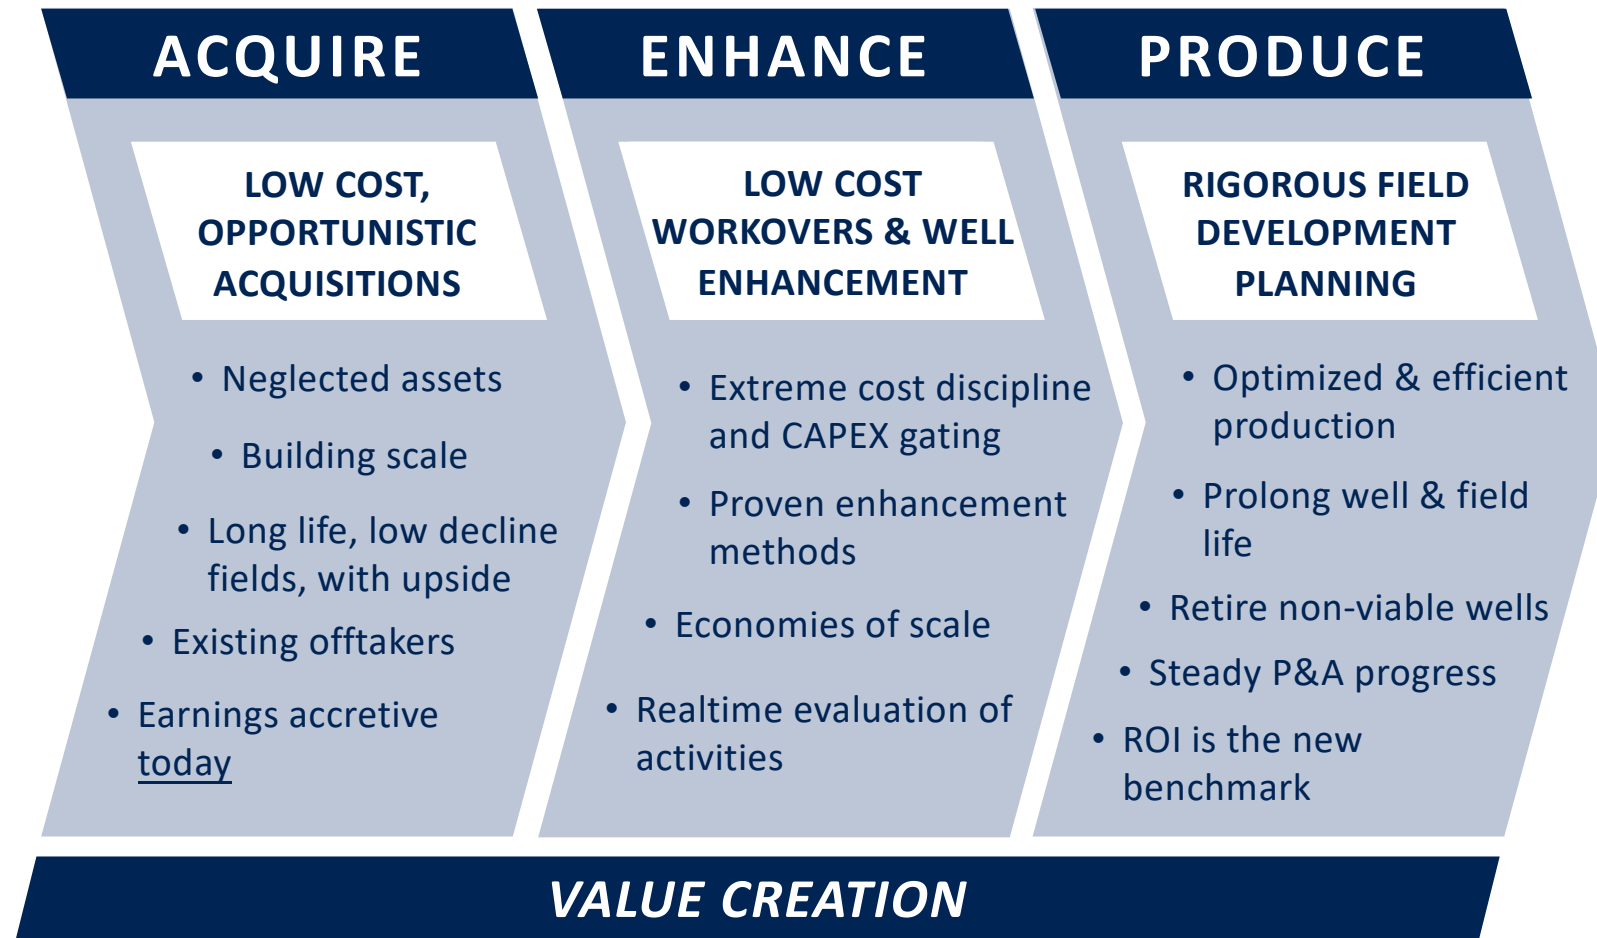 ACQUIRE
LOW COST,
OPPORTUNISTIC
ACQUISITIONS
• Neglected assets
• Building scale
• Long life, low decline
fields, with upside
• Existing offtakers
• Earnings accretive
today
ENHANCE
LOW COST
WORKOVERS & WELL
ENHANCEMENT
• Extreme cost discipline
and CAPEX gating
• Proven enhancement
methods
• Economies of scale
• Realtime evaluation of
activities
PRODUCE
RIGOROUS FIELD
DEVELOPMENT
PLANNING
• Optimized & efficient
production
• Prolong well & field
life
• Retire non-viable wells
• Steady P&A progress
• ROI is the new
benchmark
VALUE CREATION